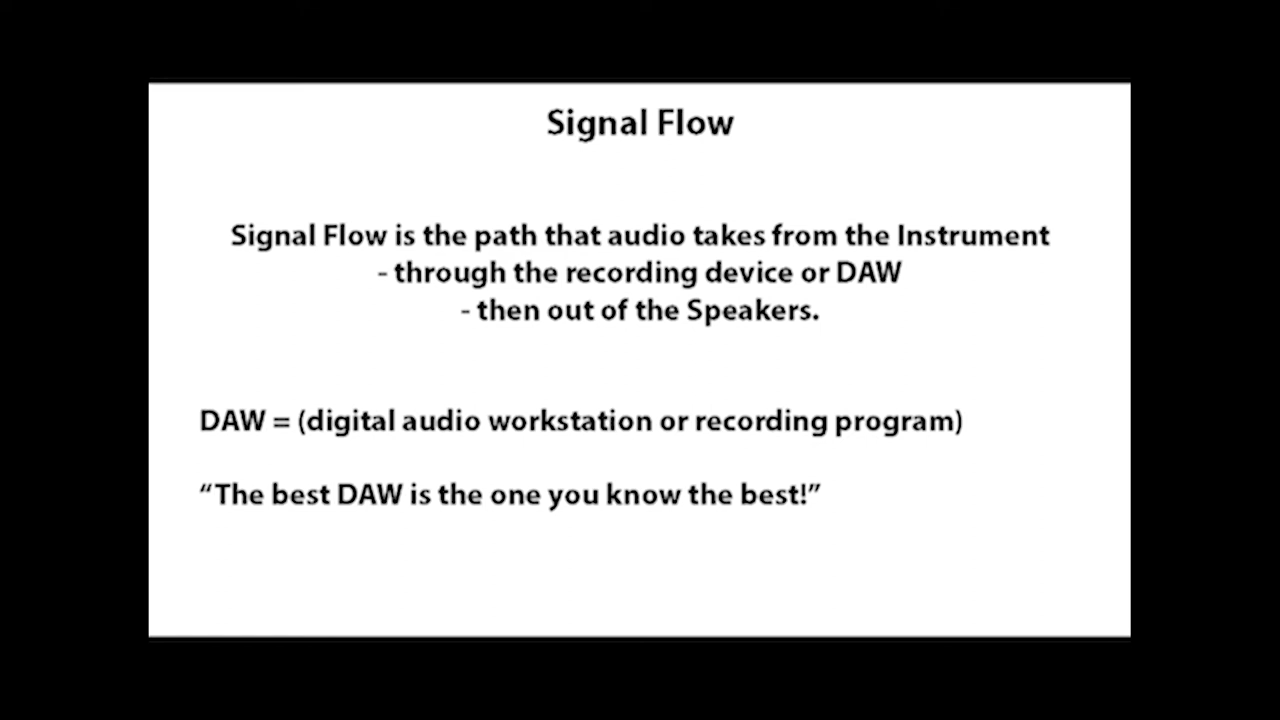 Signal Flow
Signal Flow is the path that audio takes from the Instrument
- through the recording device or DAW
- then out of the Speakers.
DAW = (digital audio workstation or recording program)
“The best DAW is the one you know the best!”